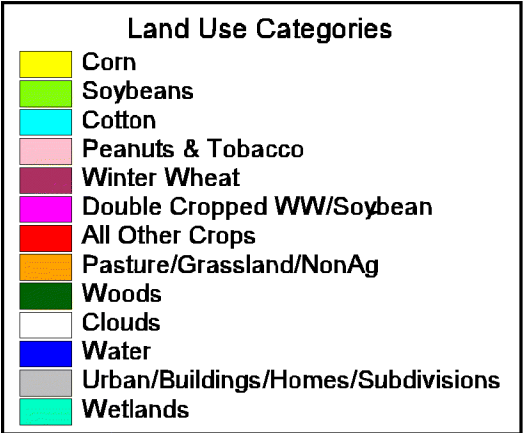 Land Use Categories
Corn
Soybeans
Cotton
Peanuts & Tobacco
Winter Wheat
Double Cropped WW/Soybean
All Other Crops
Pasture/Grassland/NonAg
Woods
Clouds
Water
Urban/Buildings/Homes/Subdivisions
Wetlands